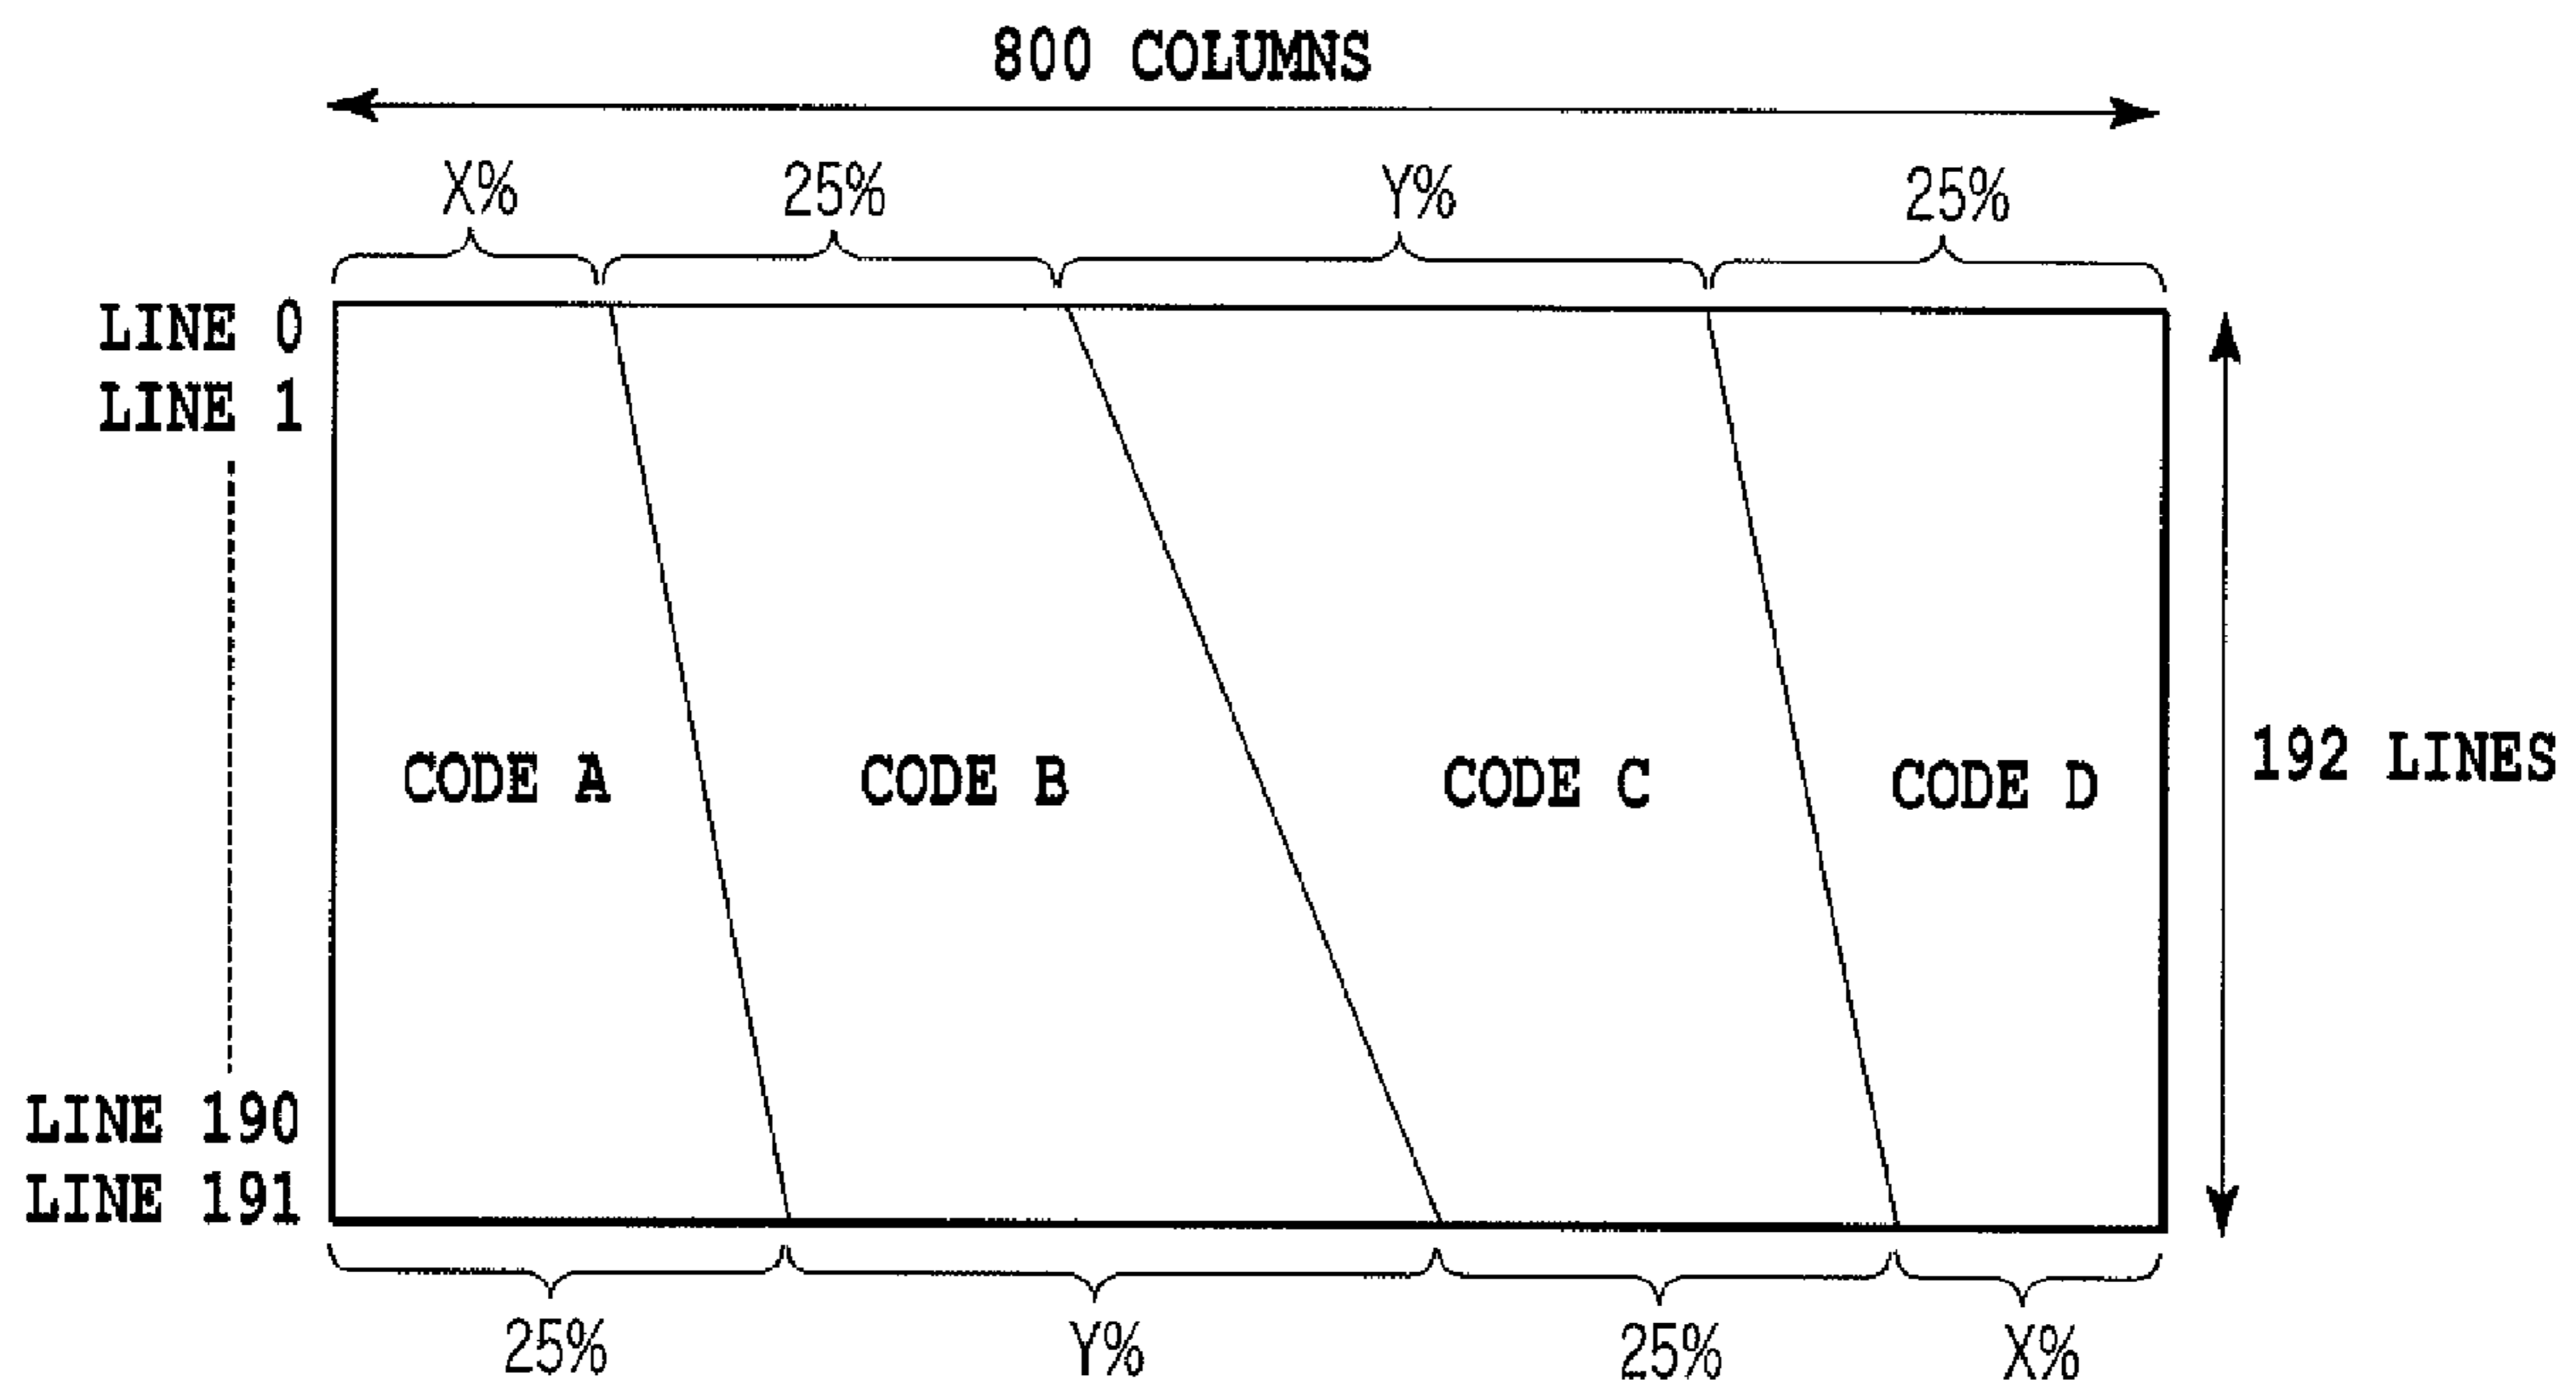 800 COLUMNS
X% 25% Y% 25%
LINE 0
LINE 1
CODE A CODE B CODE C CODE D
192 LINES
LINE 190
LINE 191
25% Y% 25% X%